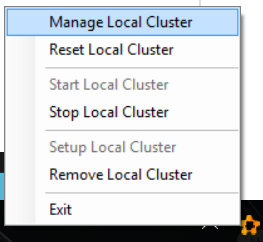 Manage Local Cluster
Reset Local Cluster
Start Local Cluster
Stop Local Cluster
Setup Local Cluster
Remove Local Cluster
Exit